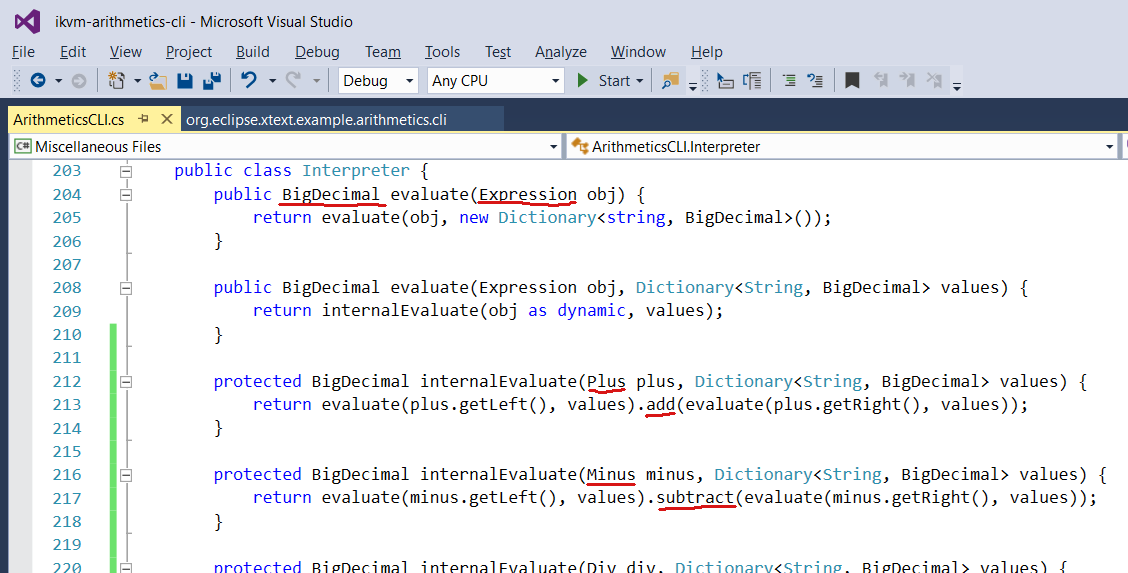 ikvm-arithmetics-cli - Microsoft Visual Studio
File Edit View Project Build Debug Team Tools Test Analyze Window Help
Debug Any CPU Start
ArithmeticsCLI.cs org.eclipse.xtext.example.arithmetics.cli
C# Miscellaneous Files ArithmeticsCLI.Interpreter
203 public class Interpreter {
204 public BigDecimal evaluate(Expression obj) {
205 return evaluate(obj, new Dictionary<string, BigDecimal>());
206 }
207
208 public BigDecimal evaluate(Expression obj, Dictionary<String, BigDecimal> values) {
209 return internalEvaluate(obj as dynamic, values);
210 }
211
212 protected BigDecimal internalEvaluate(Plus plus, Dictionary<String, BigDecimal> values) {
213 return evaluate(plus.getLeft(), values).add(evaluate(plus.getRight(), values));
214 }
215
216 protected BigDecimal internalEvaluate(Minus minus, Dictionary<String, BigDecimal> values) {
217 return evaluate(minus.getLeft(), values).subtract(evaluate(minus.getRight(), values));
218 }
219
220 protected BigDecimal internalEvaluate(Div div, Dictionary<String, BigDecimal> values) {